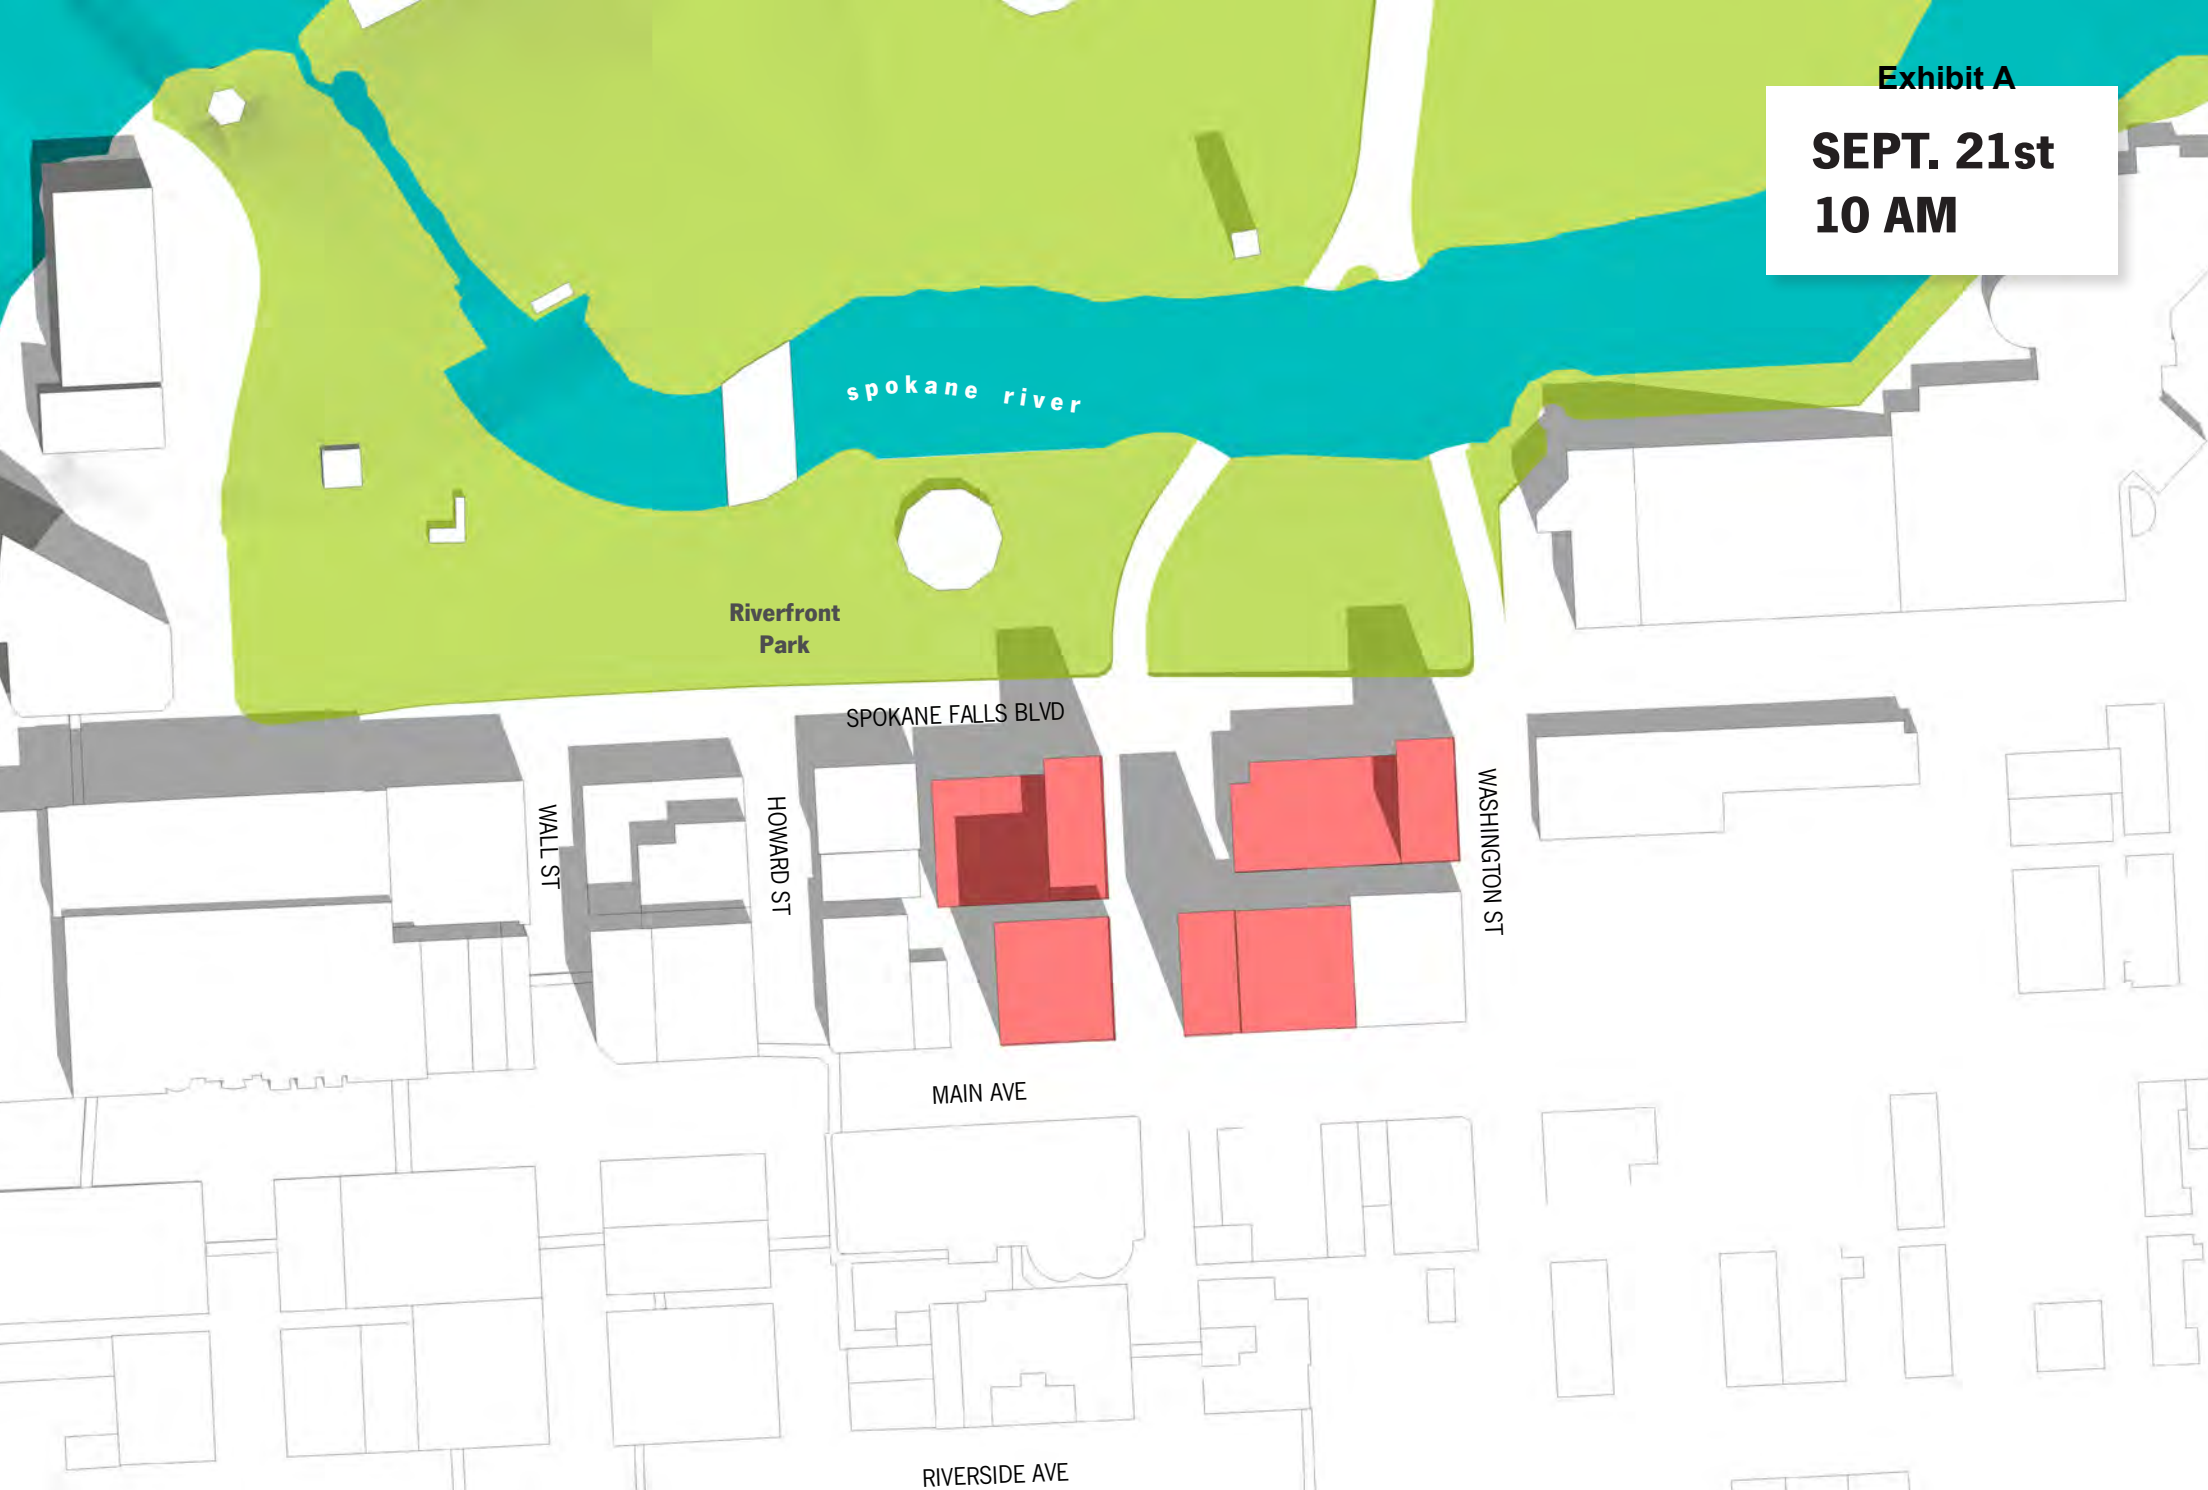 Exhibit A
SEPT. 21st
10 AM
spokane river
Riverfront
Park
SPOKANE FALLS BLVD
WALL ST
HOWARD ST
WASHINGTON ST
MAIN AVE
RIVERSIDE AVE